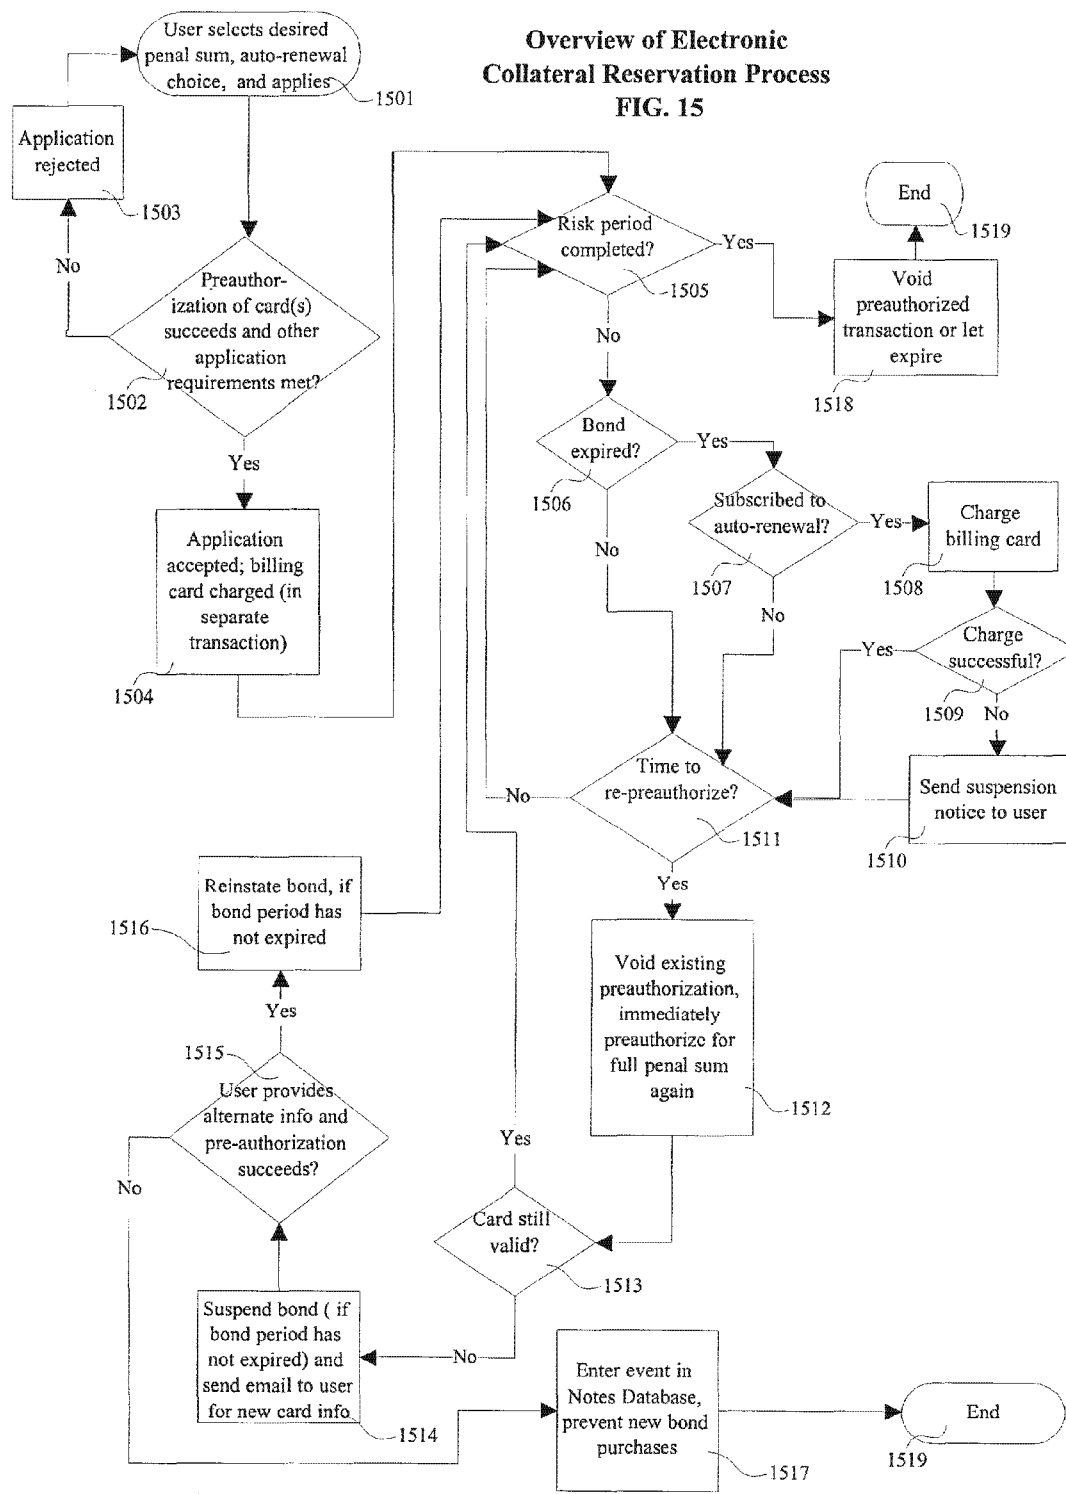 Overview of Electronic
Collateral Reservation Process
FIG. 15
User selects desired
penal sum, auto-renewal
choice, and applies
1501
Application
rejected
1503
No
Preauthor-
ization of card(s)
succeeds and other
application
requirements met?
1502
Yes
Application
accepted; billing
card charged (in
separate
transaction)
1504
Risk period
completed?
1505
Yes
End
1519
Void
preauthorized
transaction or let
expire
1518
No
Bond
expired?
1506
Yes
Subscribed to
auto-renewal?
1507
Yes
Charge
billing card
1508
No
No
Charge
successful?
1509
Yes
No
Send suspension
notice to user
1510
Time to
re-preauthorize?
1511
No
Yes
Void existing
preauthorization,
immediately
preauthorize for
full penal sum
again
1512
Reinstate bond, if
bond period has
not expired
1516
Yes
1515
User provides
alternate info and
pre-authorization
succeeds?
No
Yes
Card still
valid?
1513
No
Suspend bond ( if
bond period has
not expired) and
send email to user
for new card info
1514
Enter event in
Notes Database,
prevent new bond
purchases
1517
End
1519